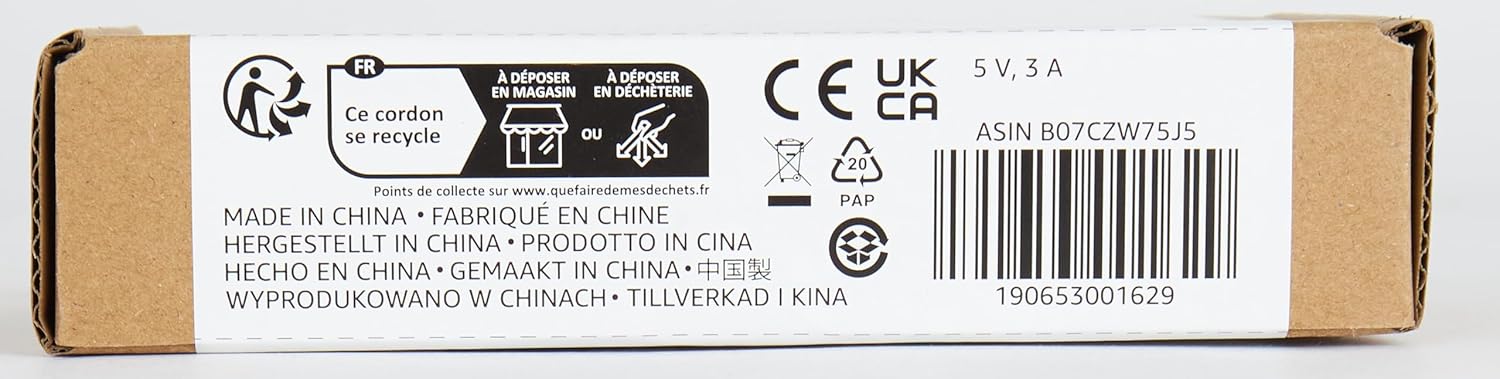 FR
Ce cordon
se recycle
À DÉPOSER
EN MAGASIN
OU
À DÉPOSER
EN DÉCHÈTERIE
Points de collecte sur www.quefairedemesdechets.fr
MADE IN CHINA • FABRIQUÉ EN CHINE
HERGESTELLT IN CHINA • PRODOTTO IN CINA
HECHO EN CHINA • GEMAAKT IN CHINA • 中国製
WYPRODUKOWANO W CHINACH • TILLVERKAD I KINA
CE
UK
CA
20
PAP
5 V, 3 A
ASIN B07CZW75J5
190653001629